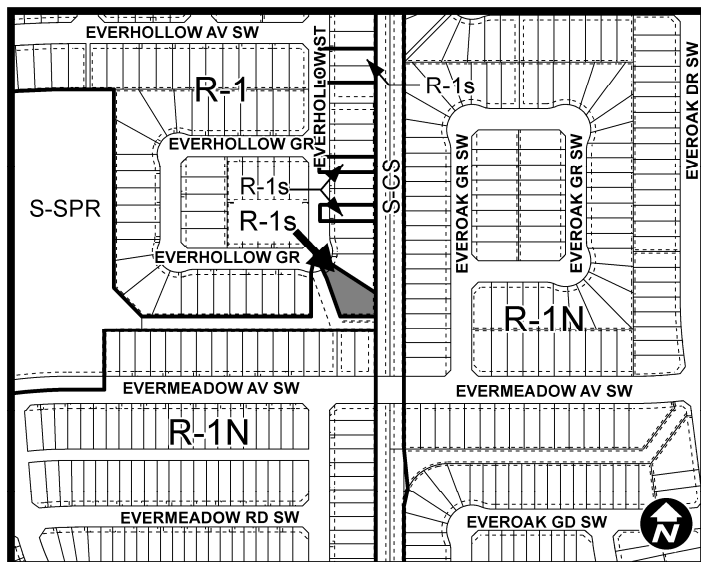 EVERHOLLOW AV SW
EVERHOLLOW ST
R-1
R-1s
EVEROAK DR SW
EVERHOLLOW GR
R-1s
S-CS
EVEROAK GR SW
EVEROAK GR SW
S-SPR
R-1s
EVERHOLLOW GR
R-1N
EVERMEADOW AV SW
EVERMEADOW AV SW
R-1N
EVERMEADOW RD SW
EVEROAK GD SW
N